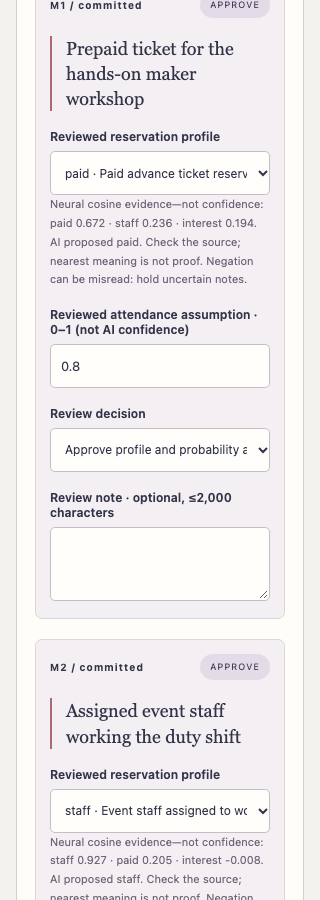 M1 / committed
APPROVE
Prepaid ticket for the
hands-on maker
workshop
Reviewed reservation profile
paid · Paid advance ticket reserv
Neural cosine evidence—not confidence:
paid 0.672 · staff 0.236 · interest 0.194.
AI proposed paid. Check the source;
nearest meaning is not proof. Negation
can be misread: hold uncertain notes.
Reviewed attendance assumption ·
0–1 (not AI confidence)
0.8
Review decision
Approve profile and probability a
Review note · optional, ≤2,000
characters
M2 / committed
APPROVE
Assigned event staff
working the duty shift
Reviewed reservation profile
staff · Event staff assigned to wo
Neural cosine evidence—not confidence:
staff 0.927 · paid 0.205 · interest -0.008.
AI proposed staff. Check the source;
nearest meaning is not proof. Negation